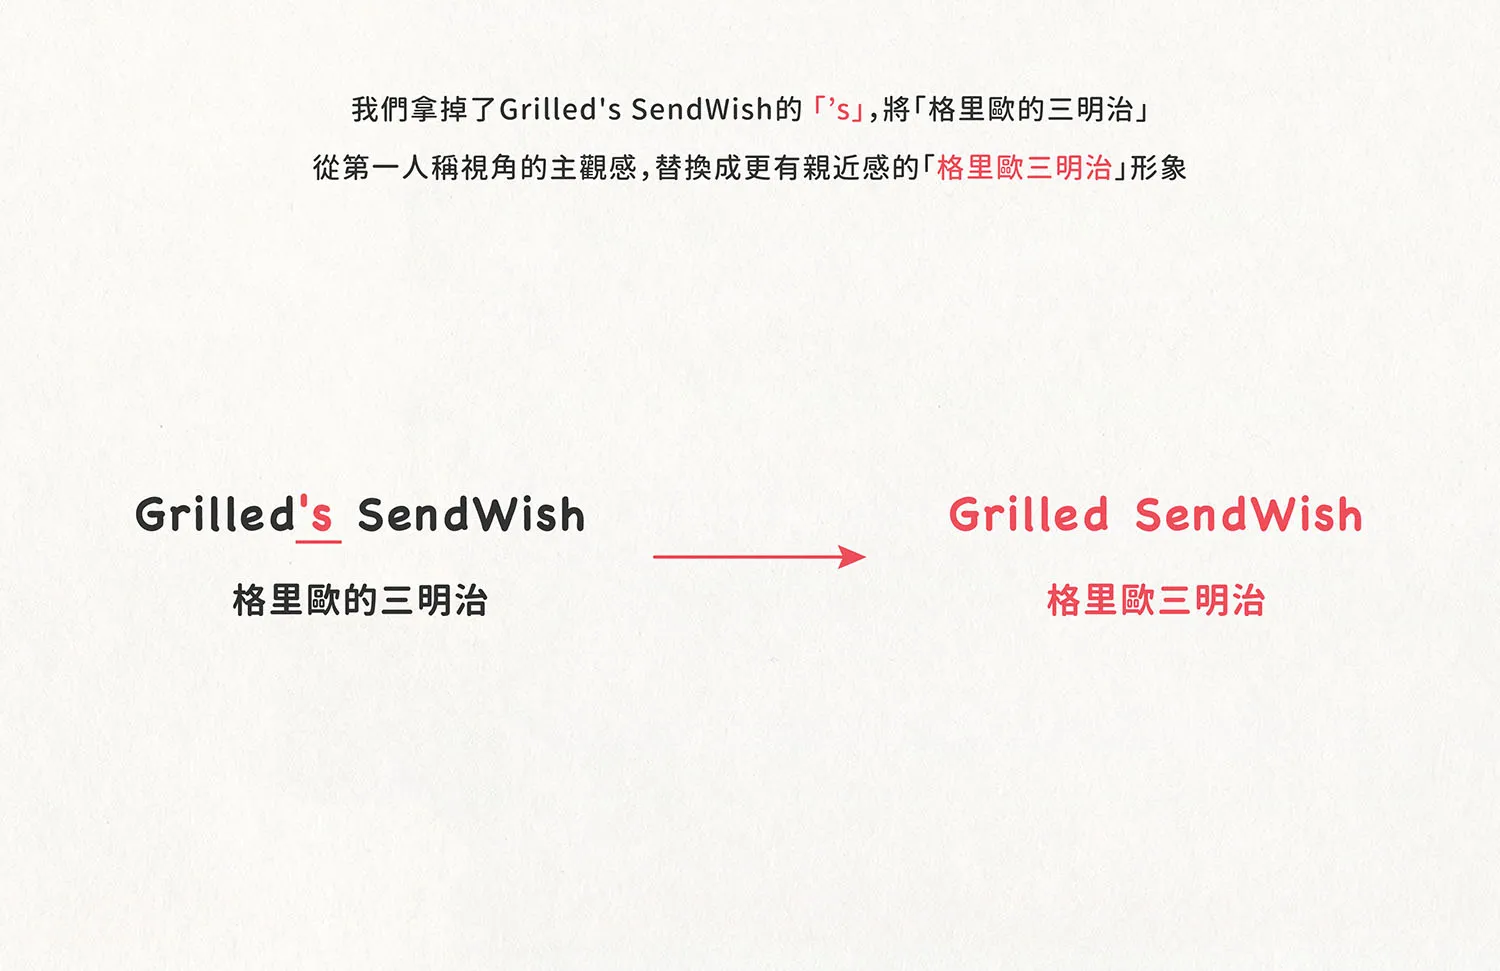 我們拿掉了Grilled's SendWish的「’s」,將「格里歐的三明治」
從第一人稱視角的主觀感,替換成更有親近感的「格里歐三明治」形象
Grilled's SendWish
格里歐的三明治
Grilled SendWish
格里歐三明治